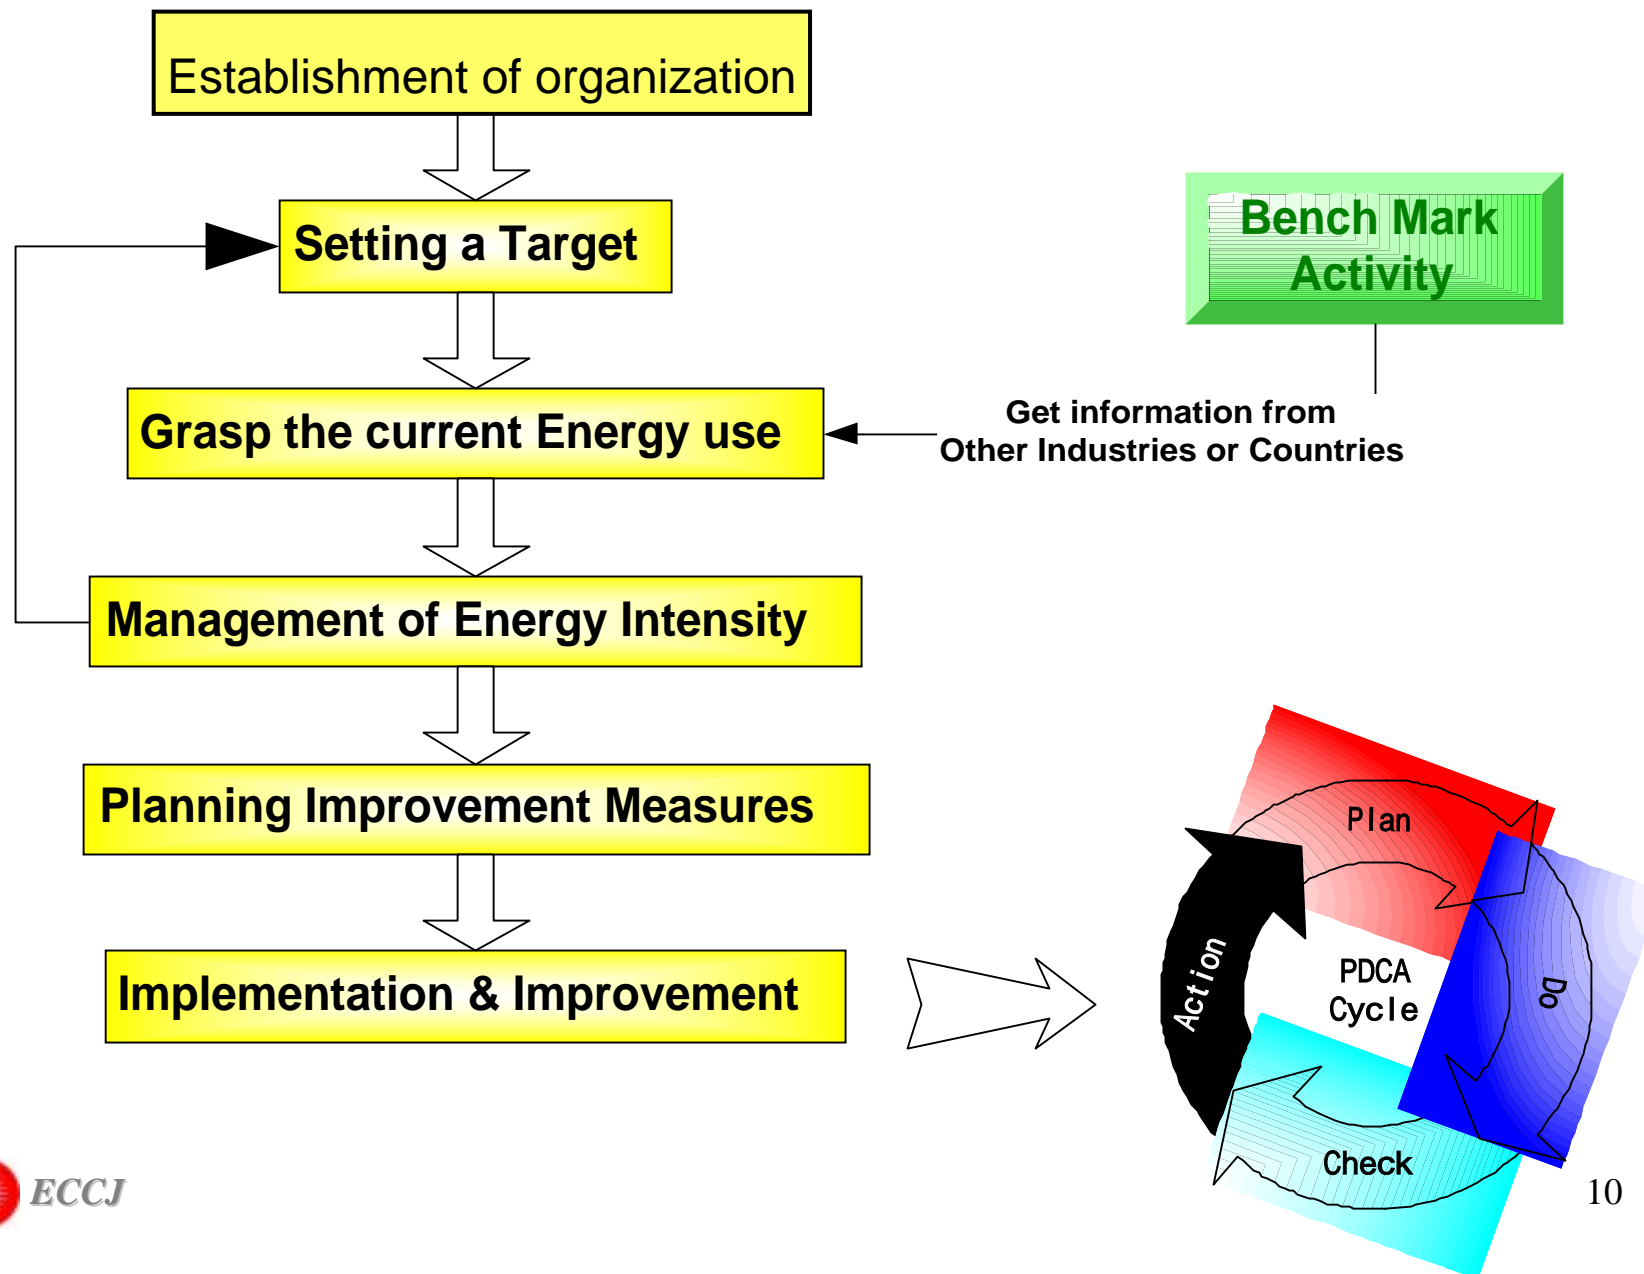 Establishment of organization
Setting a Target
Bench Mark
Activity
Grasp the current Energy use
Get information from
Other Industries or Countries
Management of Energy Intensity
Planning Improvement Measures
Implementation & Improvement
Plan
Do
Check
Action
PDCA
Cycle
ECCJ
10